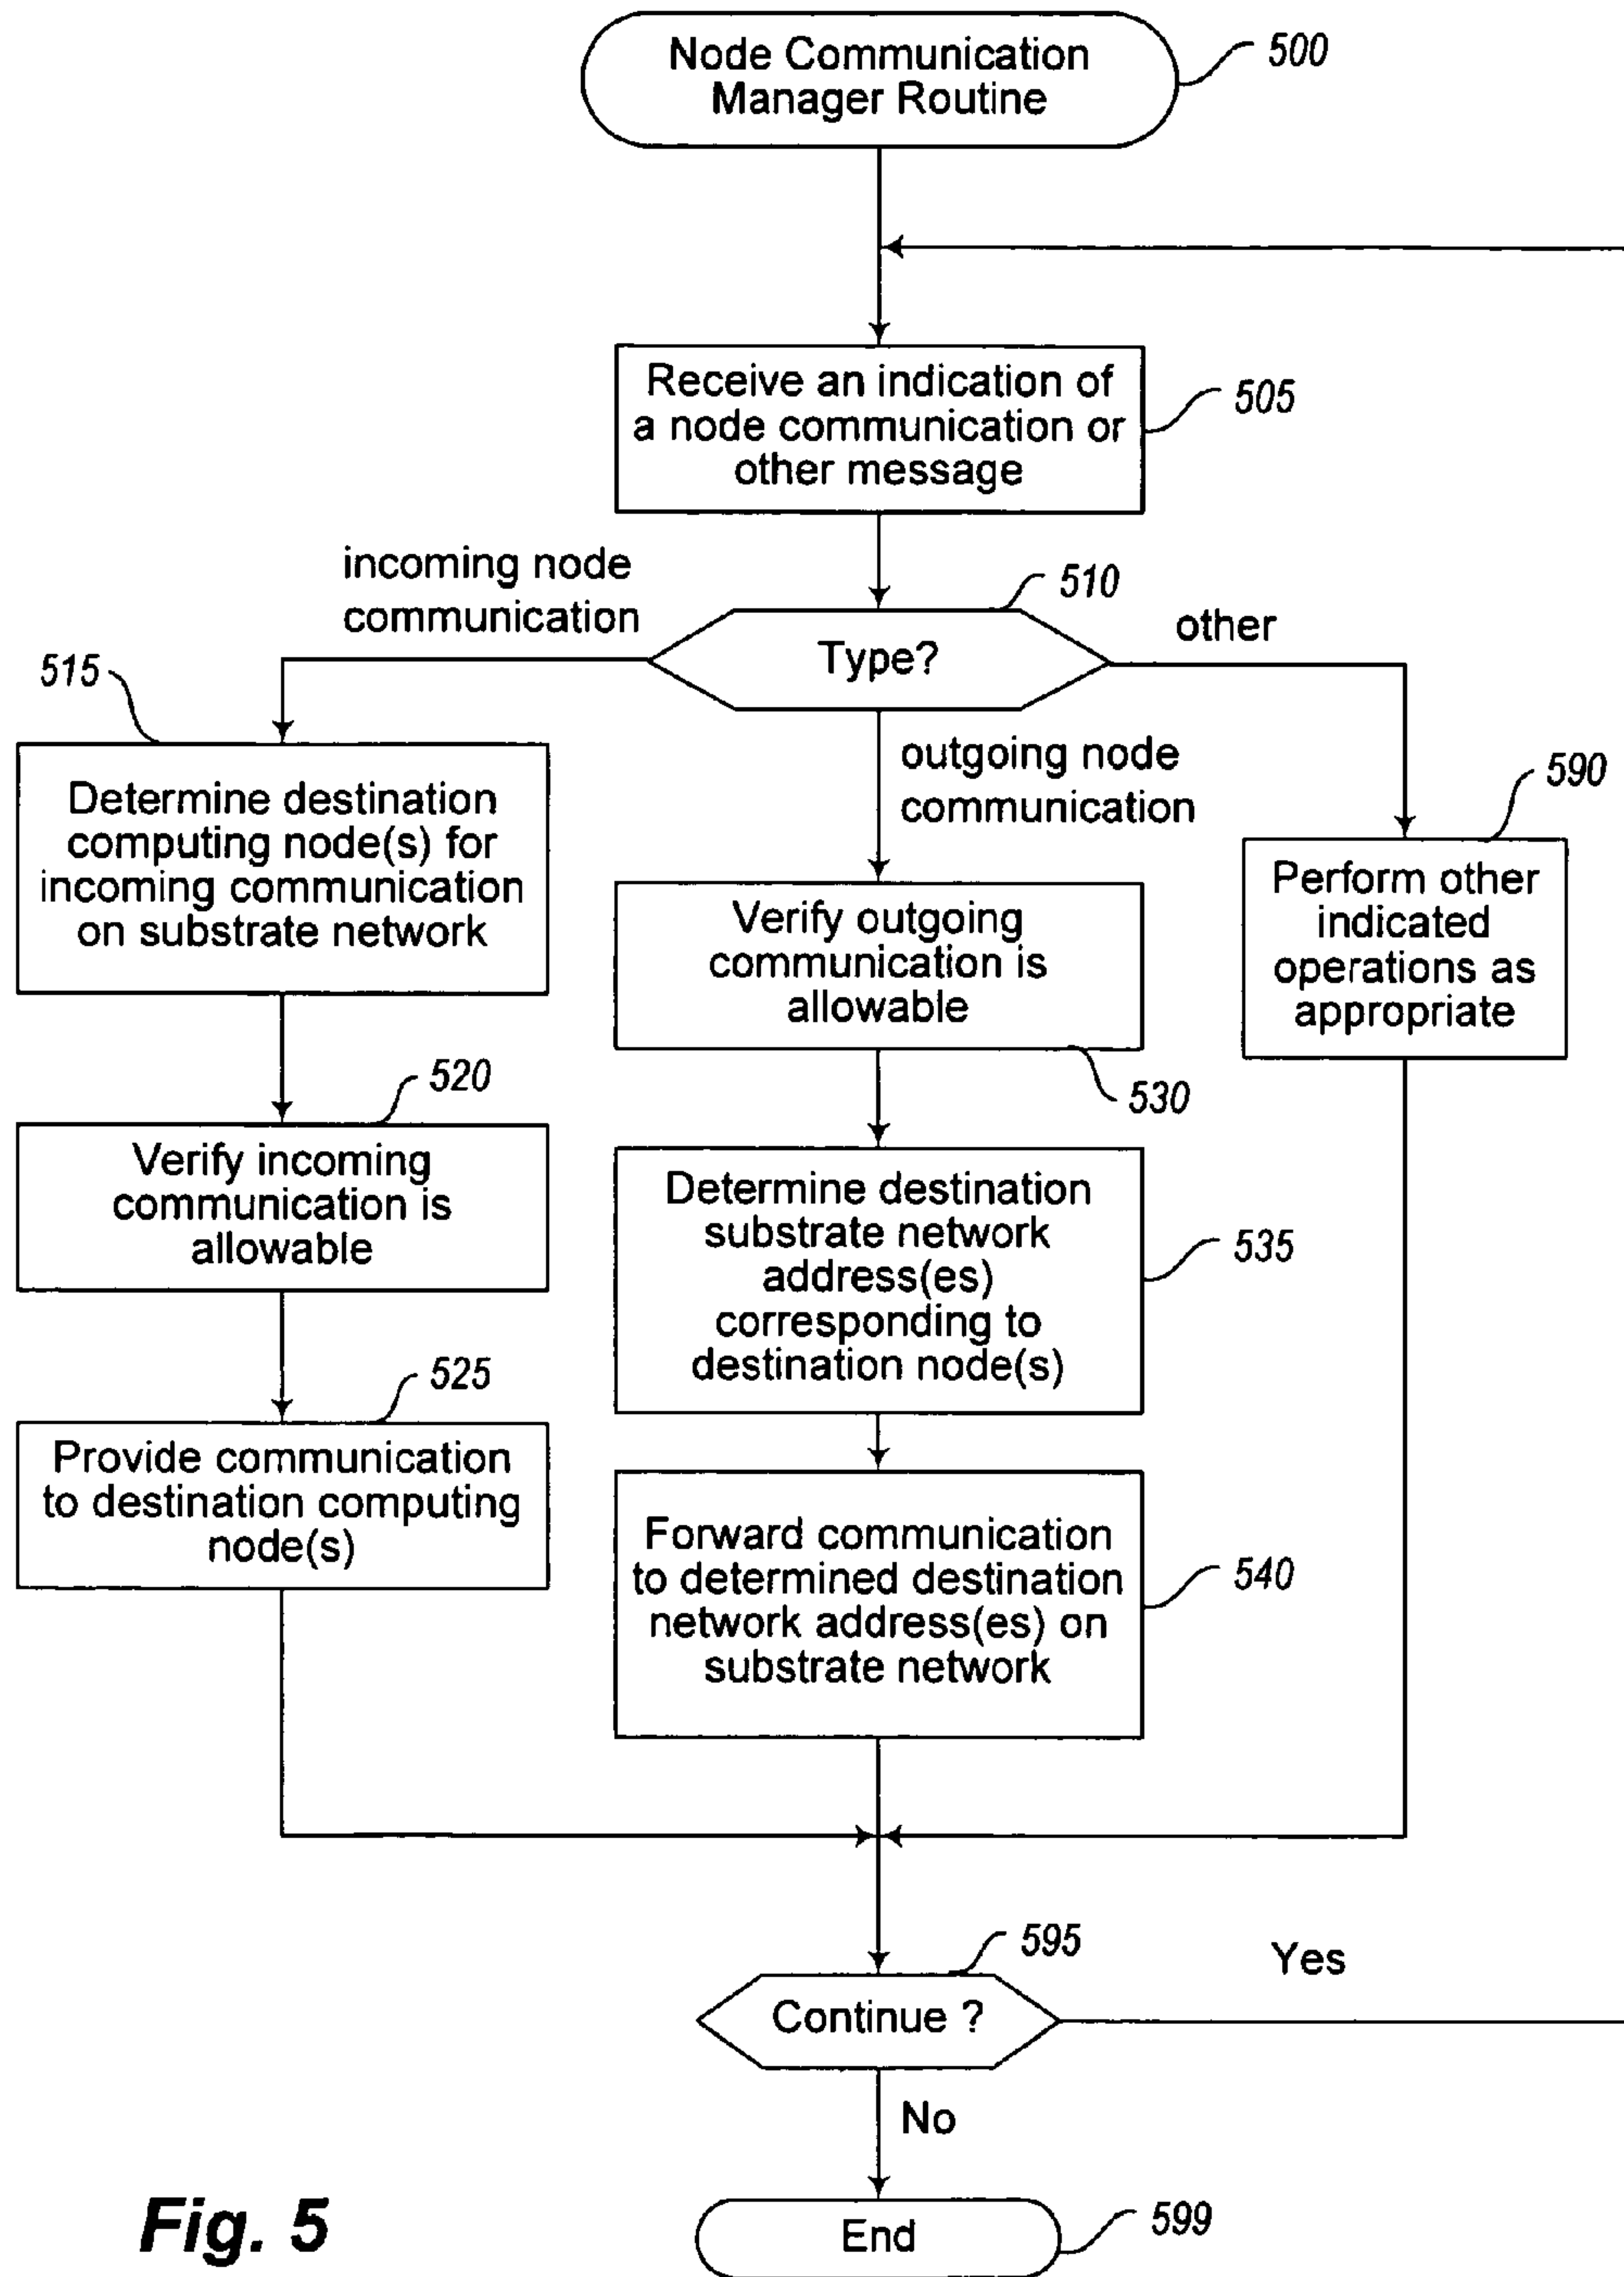 Node Communication
Manager Routine
500
Receive an indication of
a node communication or
other message
505
incoming node
communication
510
Type?
other
515
Determine destination
computing node(s) for
incoming communication
on substrate network
outgoing node
communication
590
Perform other
indicated
operations as
appropriate
Verify outgoing
communication is
allowable
530
520
Verify incoming
communication is
allowable
Determine destination
substrate network
address(es)
corresponding to
destination node(s)
535
525
Provide communication
to destination computing
node(s)
Forward communication
to determined destination
network address(es) on
substrate network
540
595
Continue ?
Yes
No
End
599
Fig. 5